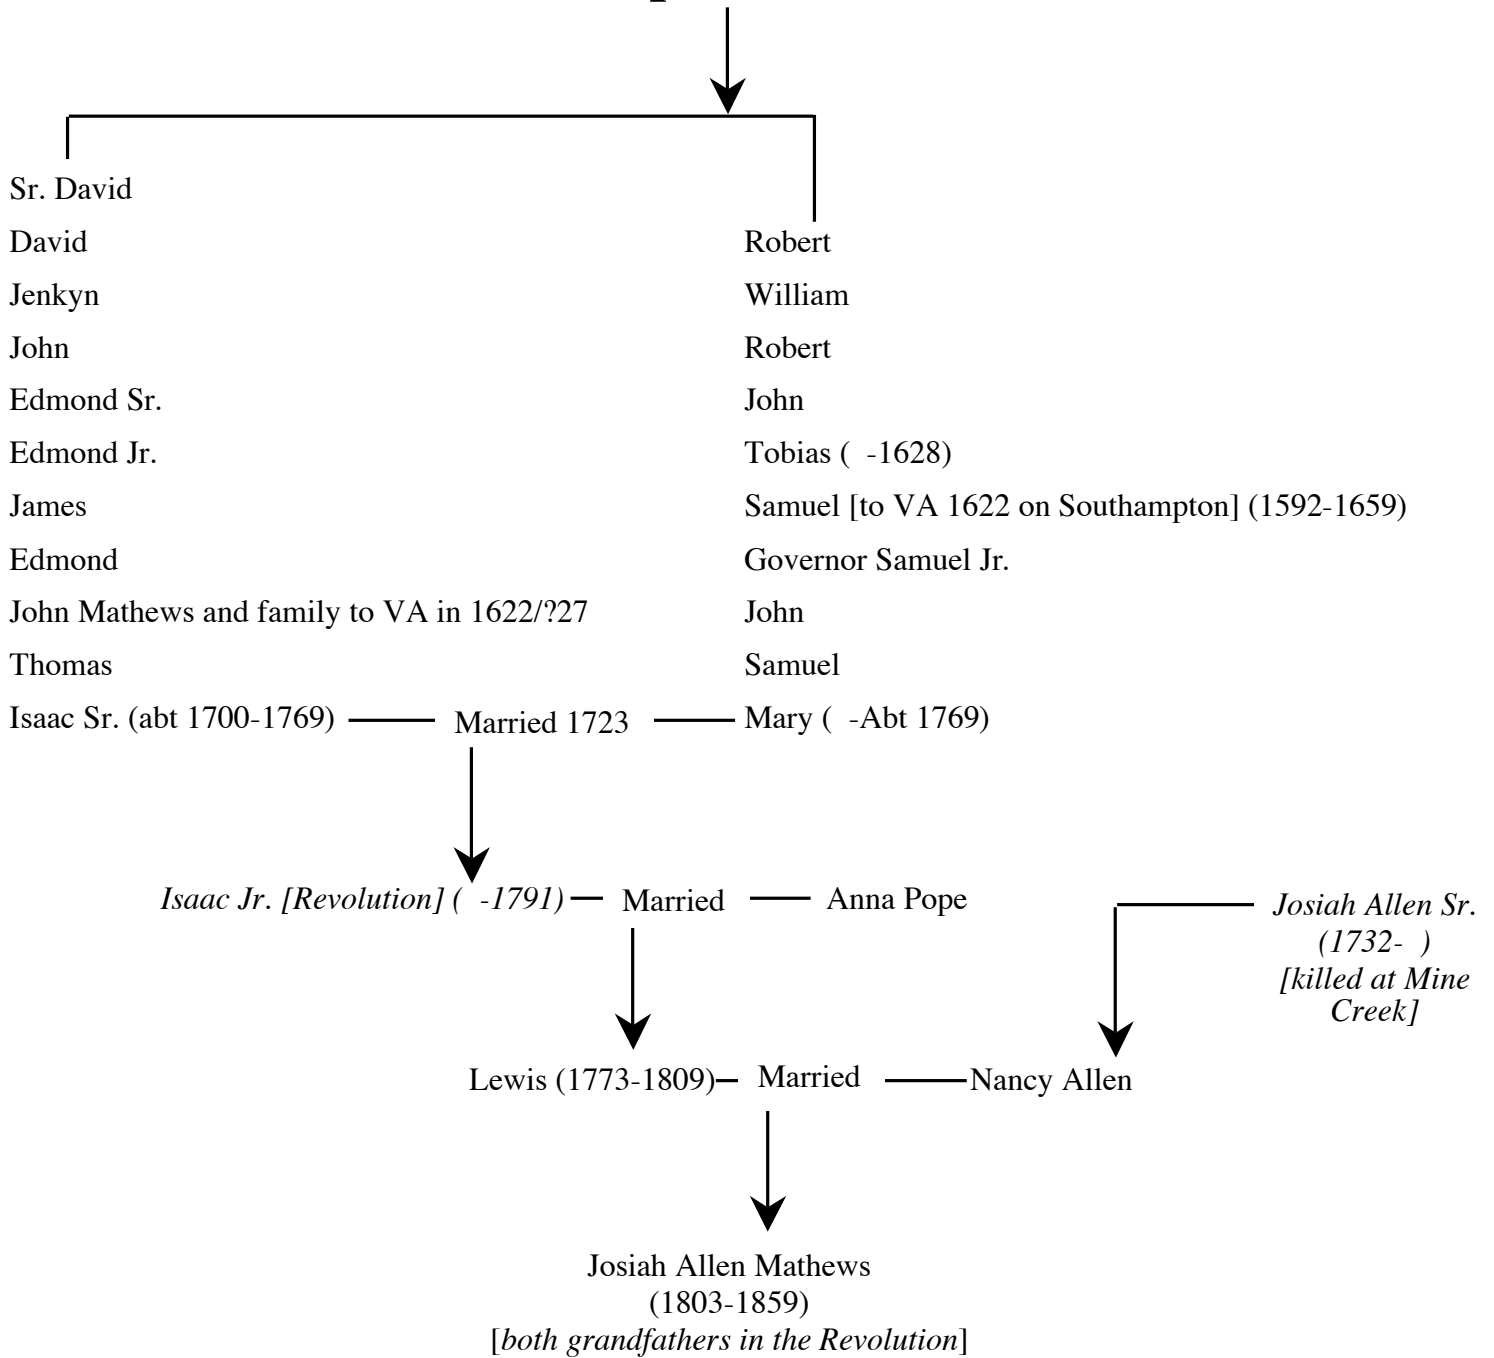 Sr. David
David
Robert
Jenkyn
William
John
Robert
Edmond Sr.
John
Edmond Jr.
Tobias ( -1628)
James
Samuel [to VA 1622 on Southampton] (1592-1659)
Edmond
Governor Samuel Jr.
John Mathews and family to VA in 1622/?27
John
Thomas
Samuel
Isaac Sr. (abt 1700-1769)
Married 1723
Mary ( -Abt 1769)
Isaac Jr. [Revolution] ( -1791)
Married
Anna Pope
Josiah Allen Sr.
(1732- )
[killed at Mine
Creek]
Lewis (1773-1809)
Married
Nancy Allen
Josiah Allen Mathews
(1803-1859)
[both grandfathers in the Revolution]